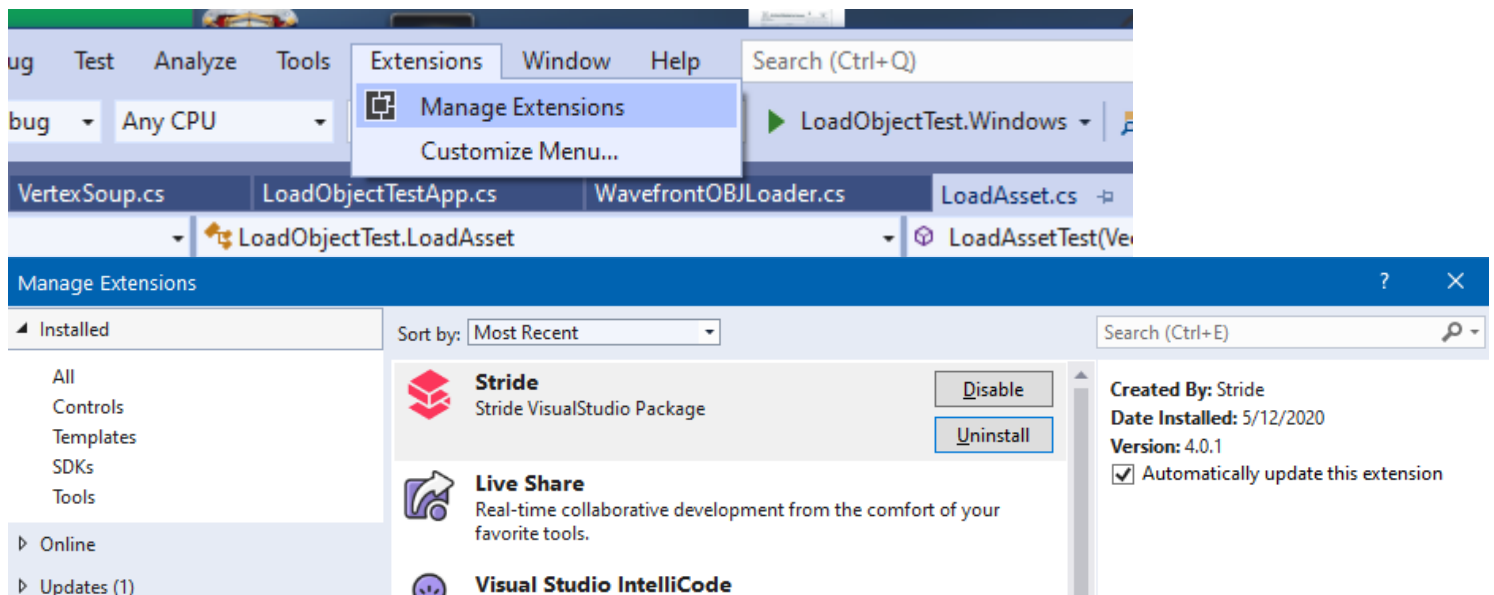 ug Test Analyze Tools Extensions Window Help Search (Ctrl+Q)
bug Any CPU Manage Extensions LoadObjectTest.Windows
Customize Menu...
VertexSoup.cs LoadObjectTestApp.cs WavefrontOBJLoader.cs LoadAsset.cs
LoadObjectTest.LoadAsset LoadAssetTest(Ve
Manage Extensions ?
Installed Sort by: Most Recent Search (Ctrl+E)
All
Controls
Templates
SDKs
Tools
Online
Updates (1)
Stride Disable
Stride VisualStudio Package
Uninstall
Live Share
Real-time collaborative development from the comfort of your
favorite tools.
Visual Studio IntelliCode
Created By: Stride
Date Installed: 5/12/2020
Version: 4.0.1
Automatically update this extension